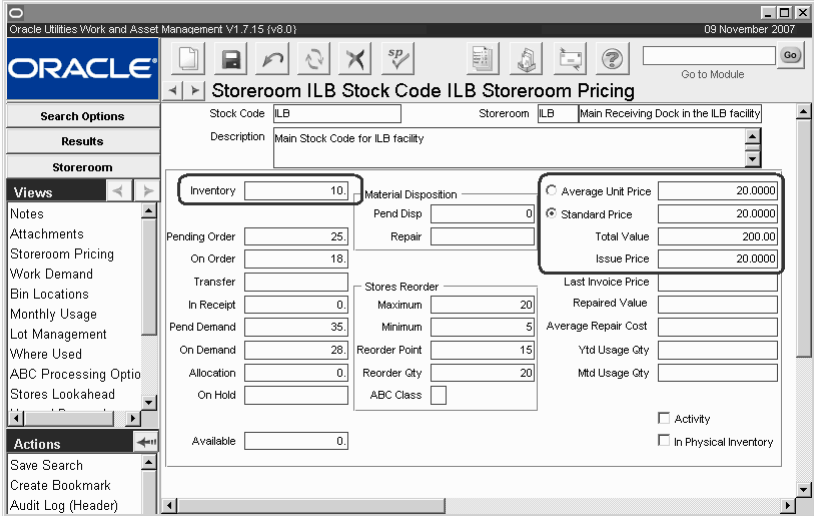 Oracle Utilities Work and Asset Management V1.7.15 {v8.0} 09 November 2007
ORACLE
sp
Go
Go to Module
Storeroom ILB Stock Code ILB Storeroom Pricing
Search Options
Results
Storeroom
Views
Notes
Attachments
Storeroom Pricing
Work Demand
Bin Locations
Monthly Usage
Lot Management
Where Used
ABC Processing Optio
Stores Lookahead
Actions
Save Search
Create Bookmark
Audit Log (Header)
Stock Code ILB Storeroom ILB Main Receiving Dock in the ILB facility
Description Main Stock Code for ILB facility
Inventory 10.
Pending Order 25.
On Order 18.
Transfer
In Receipt 0.
Pend Demand 35.
On Demand 28.
Allocation 0.
On Hold
Available 0.
Material Disposition
Pend Disp 0
Repair
Stores Reorder
Maximum 20
Minimum 5
Reorder Point 15
Reorder Qty 20
ABC Class
Average Unit Price 20.0000
Standard Price 20.0000
Total Value 200.00
Issue Price 20.0000
Last Invoice Price
Repaired Value
Average Repair Cost
Ytd Usage Qty
Mtd Usage Qty
Activity
In Physical Inventory